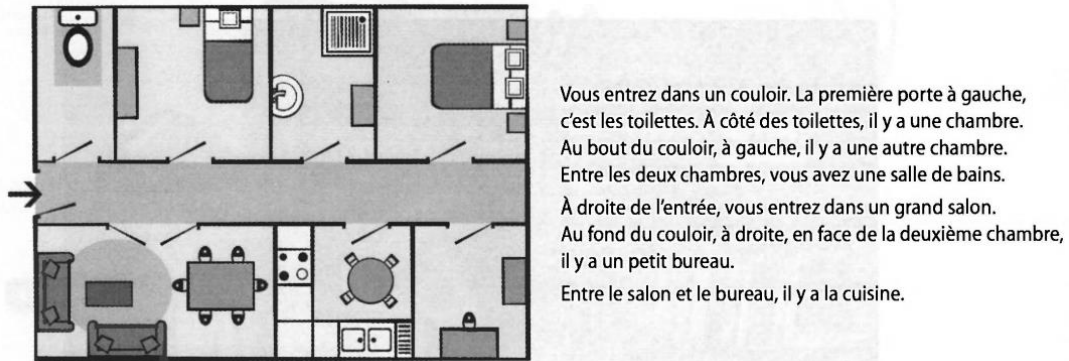 Vous entrez dans un couloir. La première porte à gauche,
c'est les toilettes. À côté des toilettes, il y a une chambre.
Au bout du couloir, à gauche, il y a une autre chambre.
Entre les deux chambres, vous avez une salle de bains.
À droite de l'entrée, vous entrez dans un grand salon.
Au fond du couloir, à droite, en face de la deuxième chambre,
il y a un petit bureau.
Entre le salon et le bureau, il y a la cuisine.